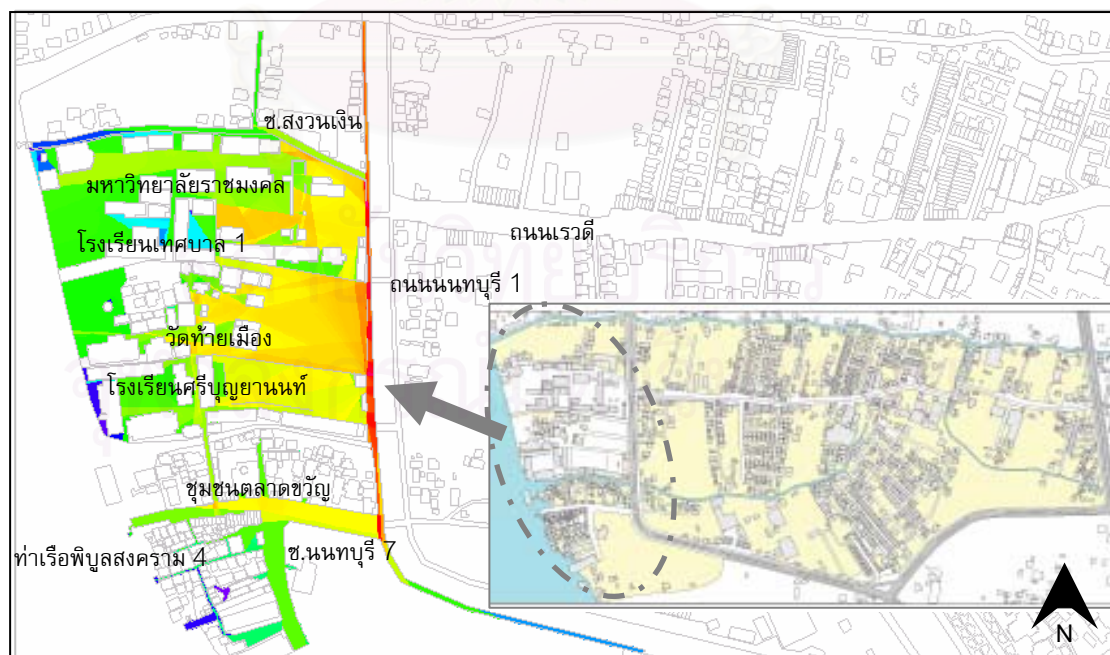 ซ.สงวนเงิน
มหาวิทยาลัยราชมงคล
โรงเรียนเทศบาล 1
ถนนเรวดี
ถนนนนทบุรี 1
วัดท้ายเมือง
โรงเรียนศรีบุญยานนท์
ชุมชนตลาดขวัญ
ท่าเรือพิบูลสงคราม 4
ซ.นนทบุรี 7
N